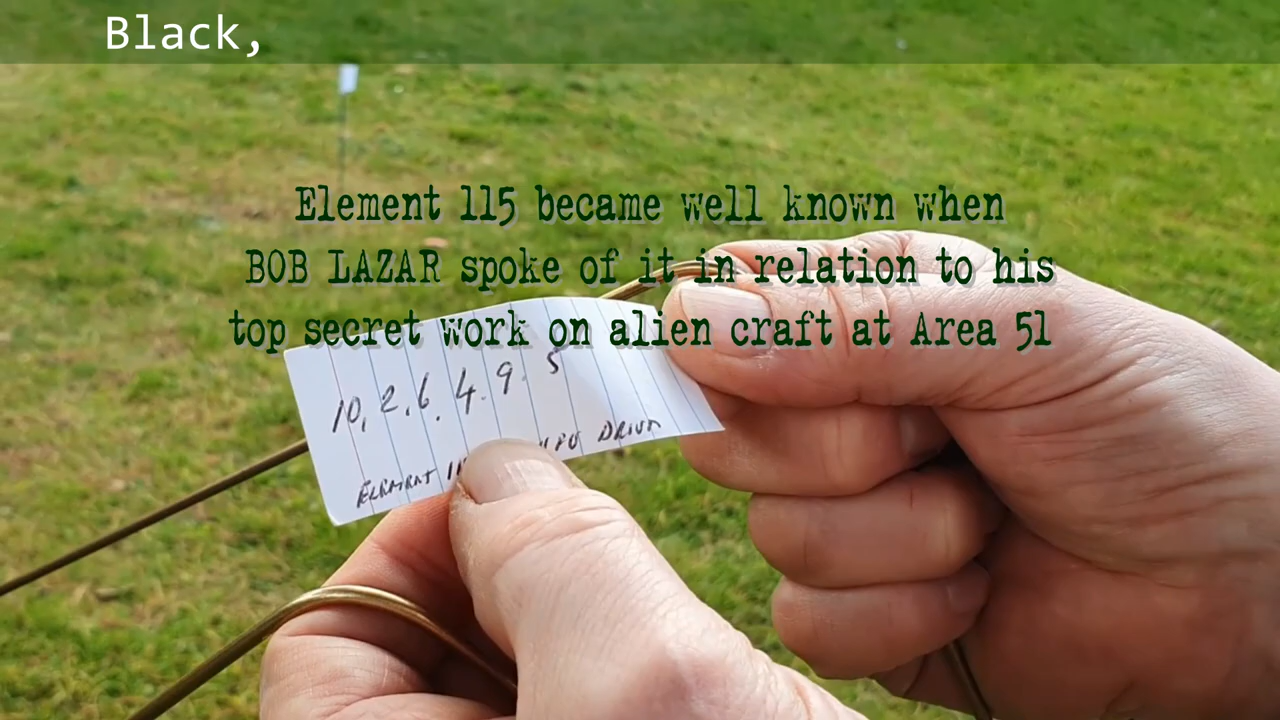 Black,
Element 115 became well known when
BOB LAZAR spoke of it in relation to his
top secret work on alien craft at Area 51
10, 2, 6, 4. 9. 5
ELEMENT